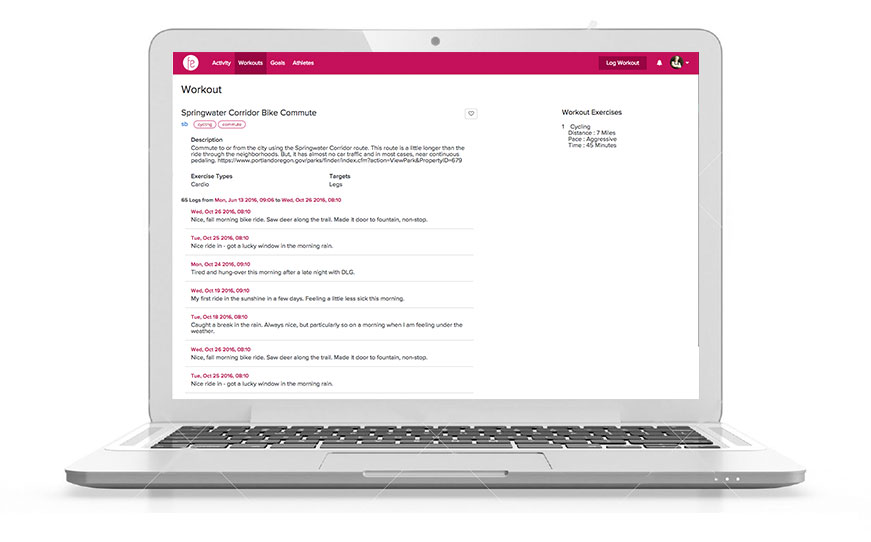 Activity Workouts Goals Athletes Log Workout
Workout
Springwater Corridor Bike Commute
sb cycling commute
Description
Commute to or from the city using the Springwater Corridor route. This route is a little longer than the
ride through the neighborhoods. But, it has almost no car traffic and in most cases, near continuous
pedaling. https://www.portlandoregon.gov/parks/finder/index.cfm?action=ViewPark&PropertyID=679
Exercise Types Targets
Cardio Legs
65 Logs from Mon, Jun 13 2016, 09:06 to Wed, Oct 26 2016, 08:10
Wed, Oct 26 2016, 08:10
Nice, fall morning bike ride. Saw deer along the trail. Made it door to fountain, non-stop.
Tue, Oct 25 2016, 08:10
Nice ride in - got a lucky window in the morning rain.
Mon, Oct 24 2016, 09:10
Tired and hung-over this morning after a late night with DLG.
Wed, Oct 19 2016, 09:10
My first ride in the sunshine in a few days. Feeling a little less sick this morning.
Tue, Oct 18 2016, 08:10
Caught a break in the rain. Always nice, but particularly so on a morning when I am feeling under the
weather.
Wed, Oct 26 2016, 08:10
Nice, fall morning bike ride. Saw deer along the trail. Made it door to fountain, non-stop.
Tue, Oct 25 2016, 08:10
Nice ride in - got a lucky window in the morning rain.
Workout Exercises
1 Cycling
Distance : 7 Miles
Pace : Aggressive
Time : 45 Minutes